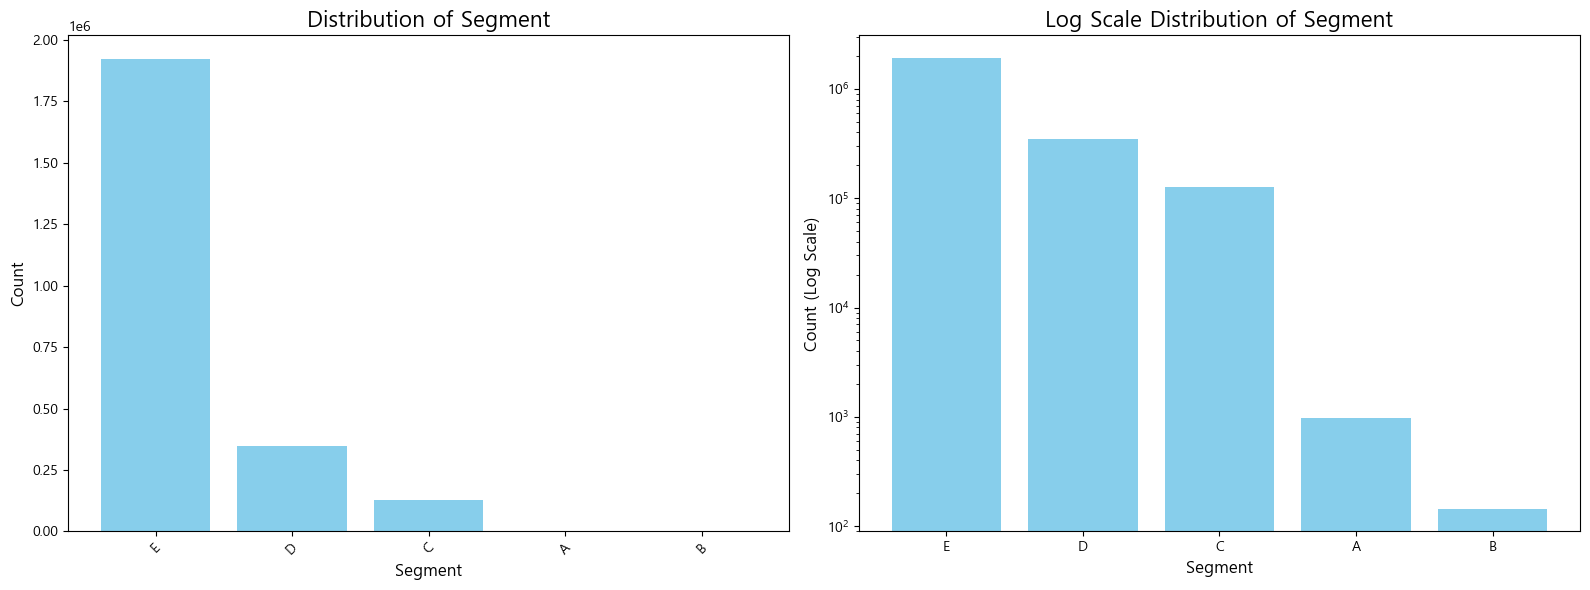 Distribution of Segment
1e6
2.00
1.75
1.50
1.25
1.00
0.75
0.50
0.25
0.00
Count
E D C A B
Segment
Log Scale Distribution of Segment
10⁶
10⁵
10⁴
10³
10²
Count (Log Scale)
E D C A B
Segment